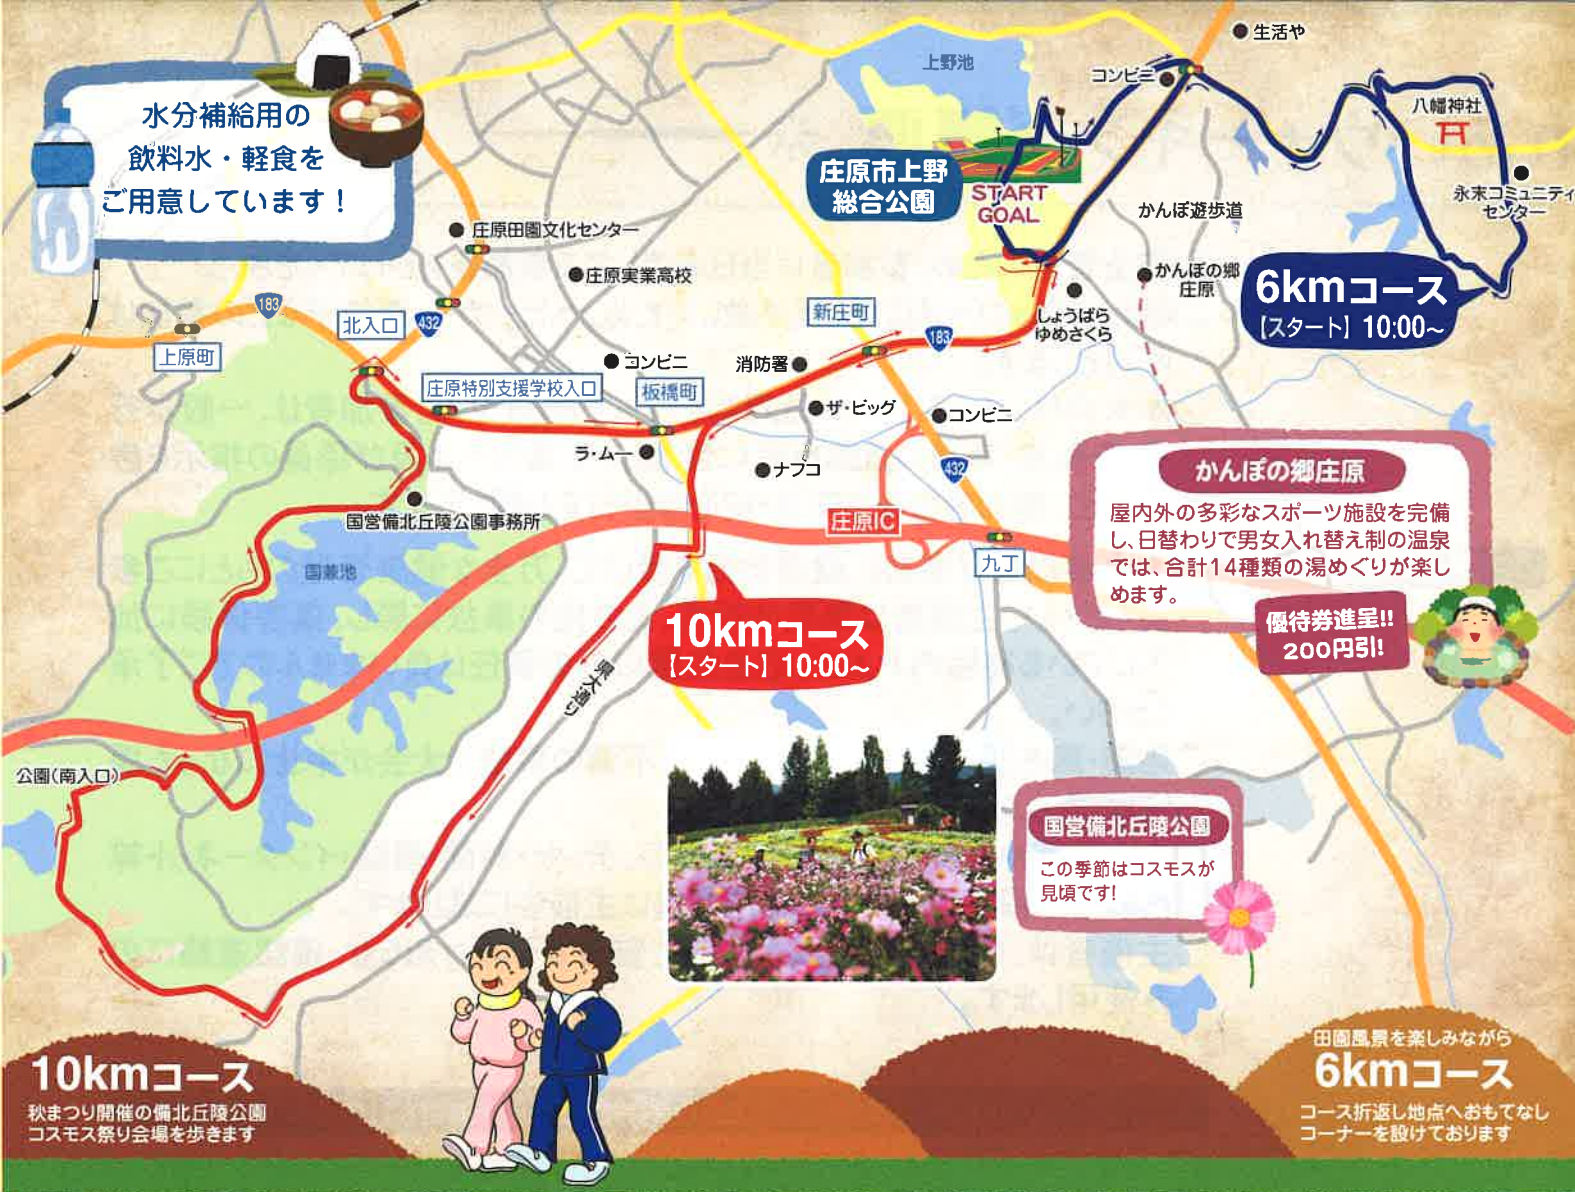 水分補給用の
飲料水・軽食を
ご用意しています!
生活や
コンビニ
上野池
八幡神社
永末コミュニティ
センター
庄原市上野
総合公園
START
GOAL
かんぽ遊歩道
かんぽの郷
庄原
しょうばら
ゆめさくら
6kmコース
【スタート】10:00~
庄原田園文化センター
庄原実業高校
183
北入口
432
上原町
新庄町
183
コンビニ
消防署
庄原特別支援学校入口
板橋町
ザ・ビッグ
コンビニ
ラ・ムー
ナフコ
432
国営備北丘陵公園事務所
庄原IC
九丁
国兼池
かんぽの郷庄原
屋内外の多彩なスポーツ施設を完備
し、日替わりで男女入れ替え制の温泉
では、合計14種類の湯めぐりが楽し
めます。
優待券進呈!!
200円引!
10kmコース
【スタート】10:00~
県大通り
公園(南入口)
国営備北丘陵公園
この季節はコスモスが
見頃です!
10kmコース
秋まつり開催の備北丘陵公園
コスモス祭り会場を歩きます
田園風景を楽しみながら
6kmコース
コース折返し地点へおもてなし
コーナーを設けております